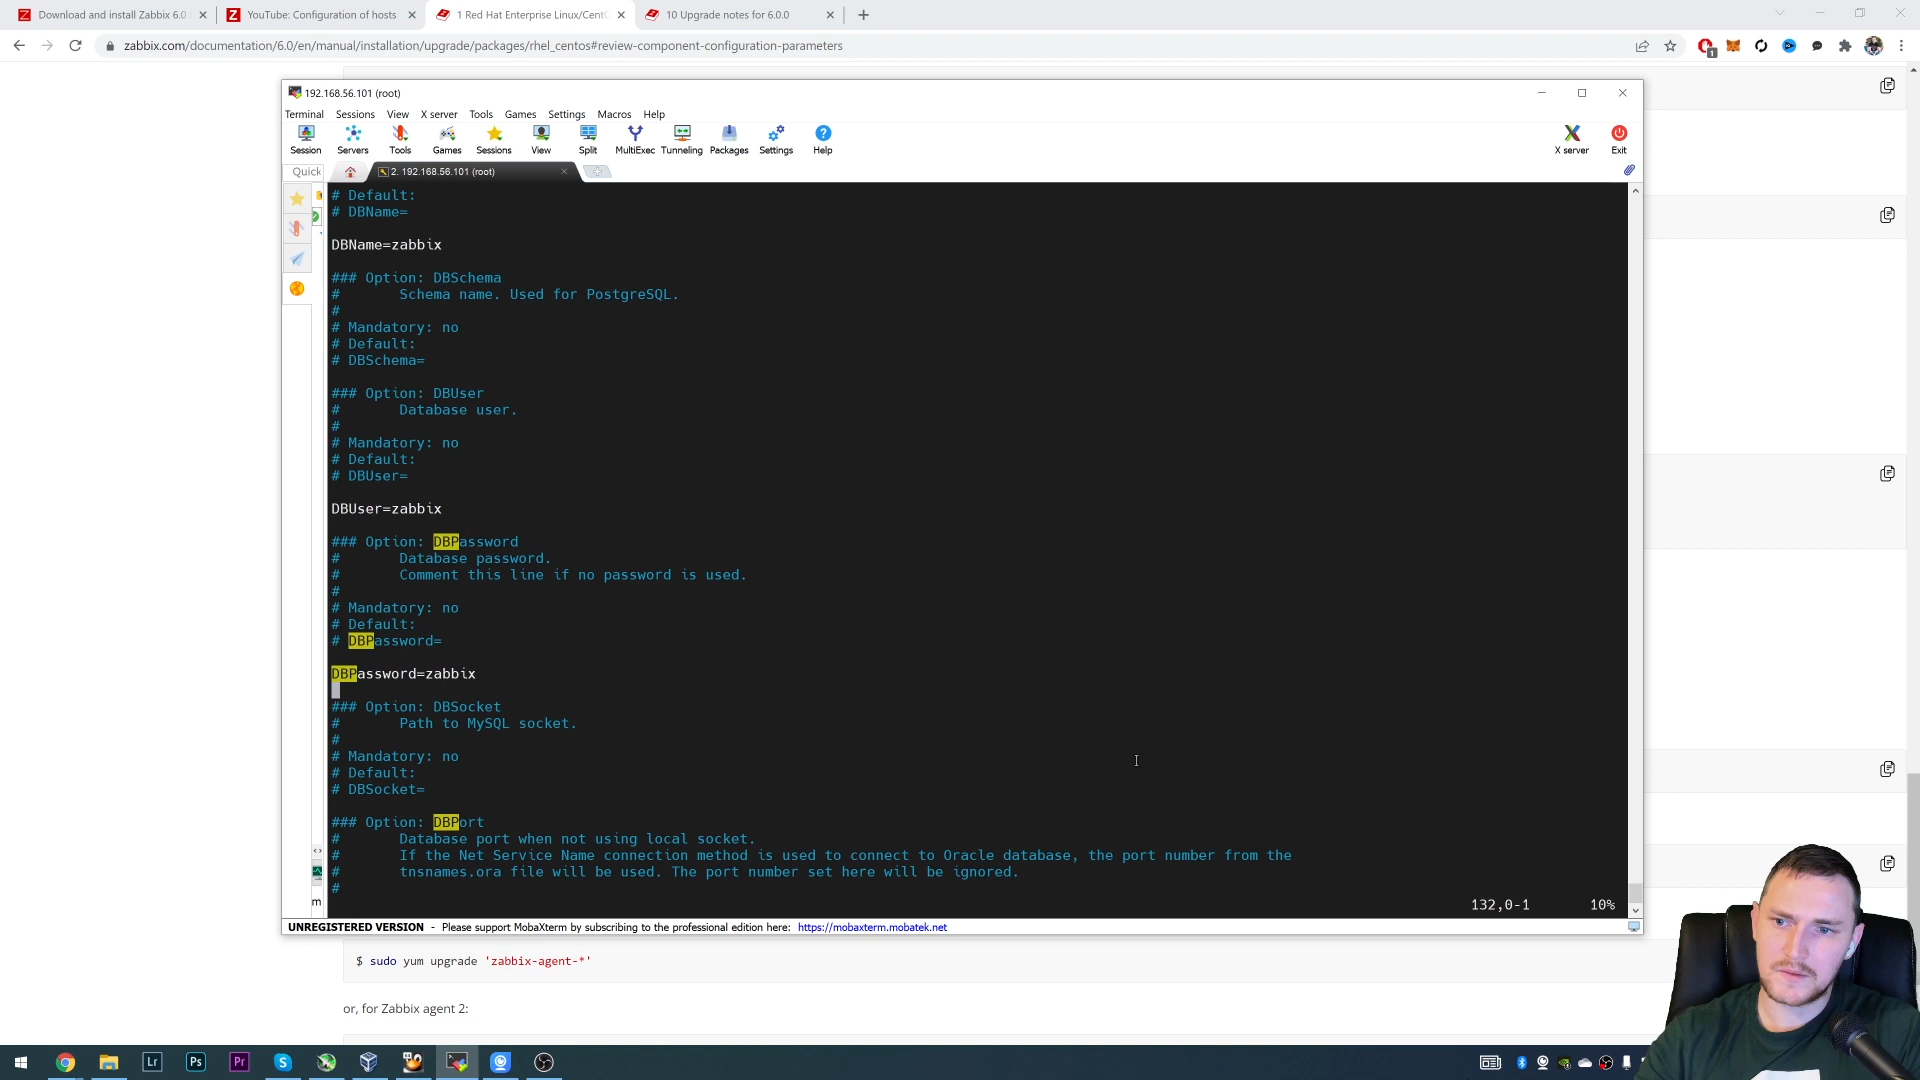 Download and install Zabbix 6.0
YouTube: Configuration of hosts
1 Red Hat Enterprise Linux/CentO
10 Upgrade notes for 6.0.0
zabbix.com/documentation/6.0/en/manual/installation/upgrade/packages/rhel_centos#review-component-configuration-parameters
192.168.56.101 (root)
Terminal Sessions View X server Tools Games Settings Macros Help
Session Servers Tools Games Sessions View Split MultiExec Tunneling Packages Settings Help X server Exit
Quick
2. 192.168.56.101 (root)
# Default:
# DBName=
DBName=zabbix
### Option: DBSchema
# Schema name. Used for PostgreSQL.
#
# Mandatory: no
# Default:
# DBSchema=
### Option: DBUser
# Database user.
#
# Mandatory: no
# Default:
# DBUser=
DBUser=zabbix
### Option: DBPassword
# Database password.
# Comment this line if no password is used.
#
# Mandatory: no
# Default:
# DBPassword=
DBPassword=zabbix
### Option: DBSocket
# Path to MySQL socket.
#
# Mandatory: no
# Default:
# DBSocket=
### Option: DBPort
# Database port when not using local socket.
# If the Net Service Name connection method is used to connect to Oracle database, the port number from the
# tnsnames.ora file will be used. The port number set here will be ignored.
#
132,0-1 10%
UNREGISTERED VERSION - Please support MobaXterm by subscribing to the professional edition here: https://mobaxterm.mobatek.net
$ sudo yum upgrade 'zabbix-agent-*'
or, for Zabbix agent 2:
Lr
Ps
Pr